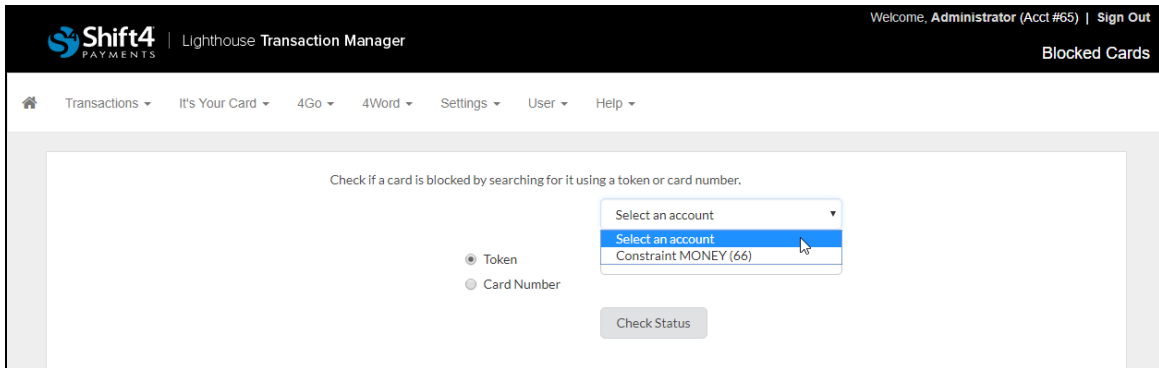 Welcome, Administrator (Acct #65) | Sign Out
Shift4 PAYMENTS | Lighthouse Transaction Manager
Blocked Cards
Transactions It's Your Card 4Go 4Word Settings User Help
Check if a card is blocked by searching for it using a token or card number.
Select an account
Select an account
Constraint MONEY (66)
Token
Card Number
Check Status